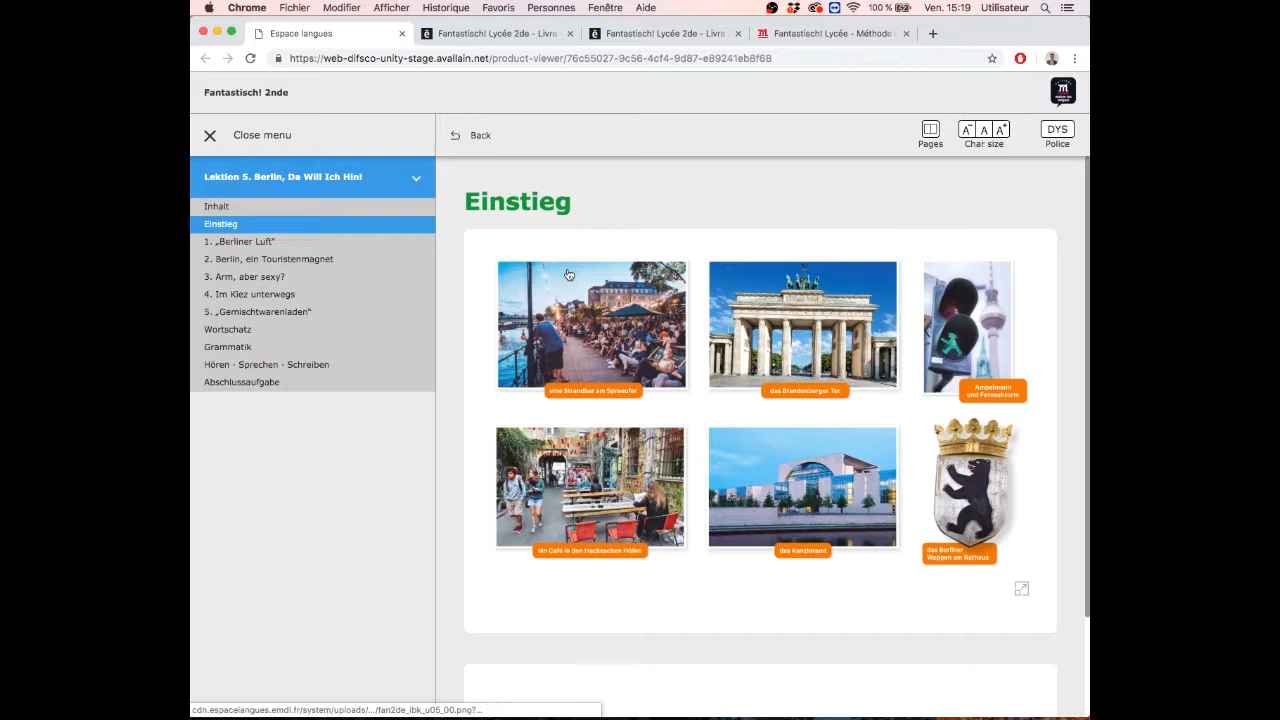 Chrome Fichier Modifier Afficher Historique Favoris Personnes Fenêtre Aide 100 % Ven. 15:19 Utilisateur
Espace langues
Fantastisch! Lycée 2de - Livre
Fantastisch! Lycée 2de - Livre
Fantastisch! Lycée - Méthode
https://web-difsco-unity-stage.avallain.net/product-viewer/76c55027-9c56-4cf4-9d87-e89241eb8f68
Fantastisch! 2nde
Close menu
Back
A- A A+
DYS
Pages
Char size
Police
Lektion 5. Berlin, Da Will Ich Hin!
Inhalt
Einstieg
1. „Berliner Luft"
2. Berlin, ein Touristenmagnet
3. Arm, aber sexy?
4. Im Kiez unterwegs
5. „Gemischtwarenladen"
Wortschatz
Grammatik
Hören - Sprechen - Schreiben
Abschlussaufgabe
Einstieg
eine Strandbar am Spreeufer
das Brandenburger Tor
Ampelmann
und Fernsehturm
ein Café in den Hackeschen Höfen
das Kanzleramt
das Berliner
Wappen am Rathaus
cdn.espacelangues.emdl.fr/system/uploads/.../fan2de_ibk_u05_00.png?...